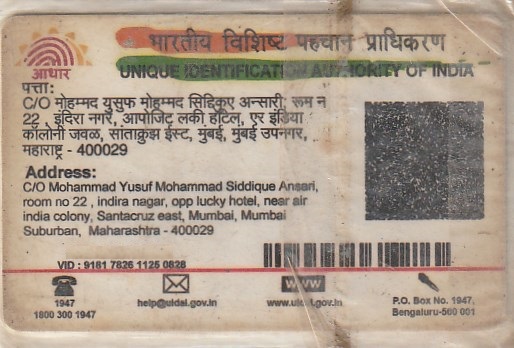 भारतीय विशिष्ट पहचान प्राधिकरण
आधार
UNIQUE IDENTIFICATION AUTHORITY OF INDIA
पत्ता:
C/O मोहम्मद युसुफ मोहम्मद सिद्दिकुए अन्सारी, रूम न
22 , इंदिरा नगर, आपोजिट लकी हॉटेल, एर इंडिया
कालोनी जवळ, सांताक्रुझ ईस्ट, मुंबई, मुंबई उपनगर,
महाराष्ट्र - 400029
Address:
C/O Mohammad Yusuf Mohammad Siddique Ansari,
room no 22 , indira nagar, opp lucky hotel, near air
india colony, Santacruz east, Mumbai, Mumbai
Suburban, Maharashtra - 400029
VID : 9181 7826 1125 0828
1947
1800 300 1947
help@uidai.gov.in
www
www.uidai.gov.in
P.O. Box No. 1947,
Bengaluru-560 001